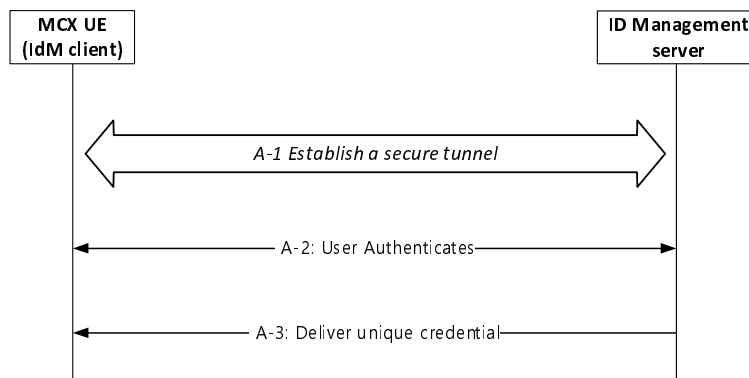 MCX UE
(IdM client)
ID Management
server
A-1 Establish a secure tunnel
A-2: User Authenticates
A-3: Deliver unique credential